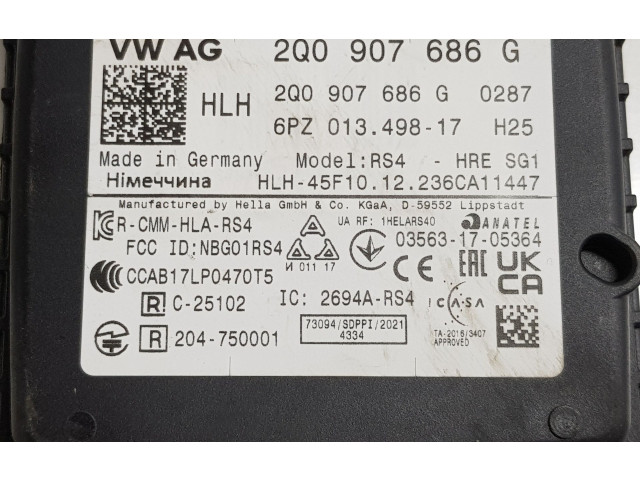 VW AG 2Q0 907 686 G
HLH 2Q0 907 686 G 0287
6PZ 013.498-17 H25
Made in Germany Model:RS4 - HRE SG1
Німеччина HLH-45F10.12.236CA11447
Manufactured by Hella GmbH & Co. KGaA, D-59552 Lippstadt
R-CMM-HLA-RS4 UA RF: 1HELARS40 ANATEL
FCC ID:NBG01RS4 03563-17-05364
И 011 17
CCAB17LP0470T5 CE EAC UK CA
R C-25102 IC: 2694A-RS4 ICASA
R 204-750001 73094/SDPPI/2021 TA-2016/3407
4334 APPROVED